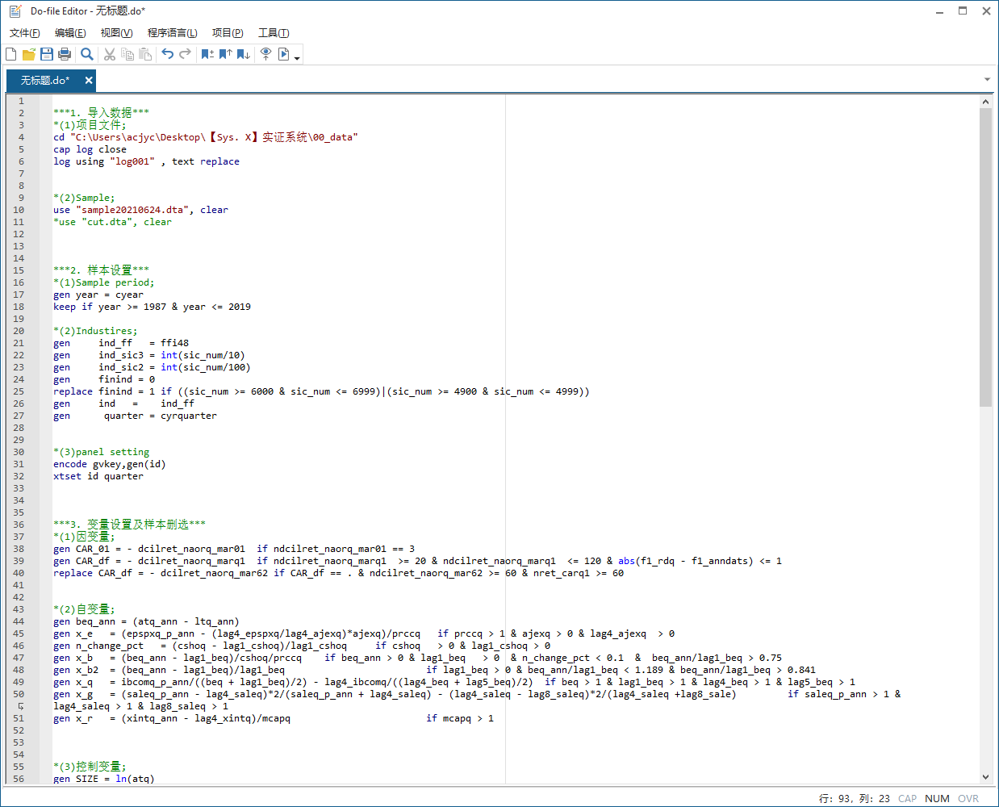 Do-file Editor - 无标题.do*
文件(F) 编辑(E) 视图(V) 程序语言(L) 项目(P) 工具(T)
无标题.do*
1
2 ***1. 导入数据***
3 *(1)项目文件;
4 cd "C:\Users\acjyc\Desktop\【Sys. X】实证系统\00_data"
5 cap log close
6 log using "log001" , text replace
7
8
9 *(2)Sample;
10 use "sample20210624.dta", clear
11 *use "cut.dta", clear
12
13
14
15 ***2. 样本设置***
16 *(1)Sample period;
17 gen year = cyear
18 keep if year >= 1987 & year <= 2019
19
20 *(2)Industires;
21 gen     ind_ff   = ffi48
22 gen     ind_sic3 = int(sic_num/10)
23 gen     ind_sic2 = int(sic_num/100)
24 gen     finind = 0
25 replace finind = 1 if ((sic_num >= 6000 & sic_num <= 6999)|(sic_num >= 4900 & sic_num <= 4999))
26 gen     ind   =    ind_ff
27 gen      quarter = cyrquarter
28
29
30 *(3)panel setting
31 encode gvkey,gen(id)
32 xtset id quarter
33
34
35
36 ***3. 变量设置及样本删选***
37 *(1)因变量;
38 gen CAR_01 = - dcilret_naorq_mar01  if ndcilret_naorq_mar01 == 3
39 gen CAR_df = - dcilret_naorq_marq1  if ndcilret_naorq_marq1  >= 20 & ndcilret_naorq_marq1  <= 120 & abs(f1_rdq - f1_anndats) <= 1
40 replace CAR_df = - dcilret_naorq_mar62 if CAR_df == . & ndcilret_naorq_mar62 >= 60 & nret_carq1 >= 60
41
42
43 *(2)自变量;
44 gen beq_ann = (atq_ann - ltq_ann)
45 gen x_e   = (epspxq_p_ann - (lag4_epspxq/lag4_ajexq)*ajexq)/prccq   if prccq > 1 & ajexq > 0 & lag4_ajexq  > 0
46 gen n_change_pct   = (cshoq - lag1_cshoq)/lag1_cshoq     if cshoq   > 0 & lag1_cshoq > 0
47 gen x_b   = (beq_ann - lag1_beq)/cshoq/prccq    if beq_ann > 0 & lag1_beq   > 0  & n_change_pct < 0.1  &  beq_ann/lag1_beq > 0.75
48 gen x_b2  = (beq_ann - lag1_beq)/lag1_beq                         if lag1_beq > 0 & beq_ann/lag1_beq < 1.189 & beq_ann/lag1_beq > 0.841
49 gen x_q   = ibcomq_p_ann/((beq + lag1_beq)/2) - lag4_ibcomq/((lag4_beq + lag5_beq)/2)  if beq > 1 & lag1_beq > 1 & lag4_beq > 1 & lag5_beq > 1
50 gen x_g   = (saleq_p_ann - lag4_saleq)*2/(saleq_p_ann + lag4_saleq) - (lag4_saleq - lag8_saleq)*2/(lag4_saleq +lag8_sale)         if saleq_p_ann > 1 &
lag4_saleq > 1 & lag8_saleq > 1
51 gen x_r   = (xintq_ann - lag4_xintq)/mcapq                        if mcapq > 1
52
53
54
55 *(3)控制变量;
56 gen SIZE = ln(atq)
行: 93, 列: 23 CAP NUM OVR